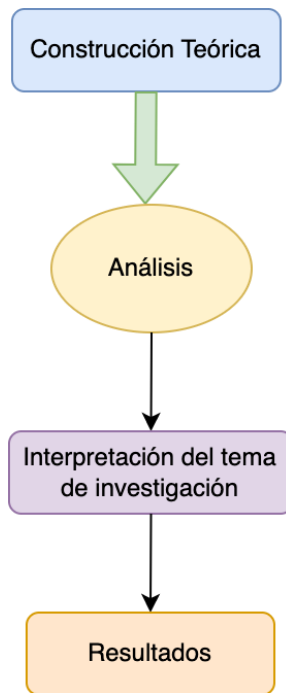 Construcción Teórica
Análisis
Interpretación del tema
de investigación
Resultados